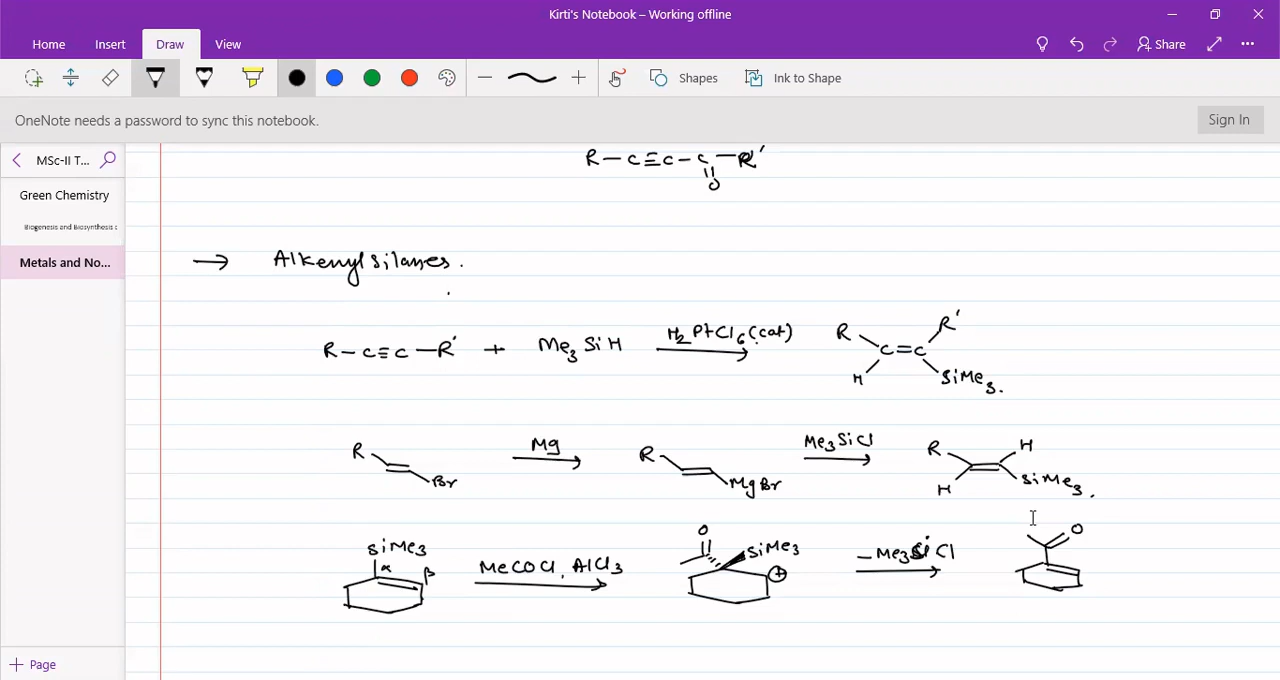 Kirti's Notebook – Working offline
Home Insert Draw View
Share
Shapes
Ink to Shape
OneNote needs a password to sync this notebook.
Sign In
MSc-II T...
Green Chemistry
Biogenesis and Biosynthesis
Metals and No...
Page
R—C≡C—C—R'
O
→ Alkenylsilanes.
R—C≡C—R' + Me3SiH H2PtCl6(cat) R R' C=C H SiMe3.
R Br Mg R MgBr Me3SiCl R H H SiMe3.
SiMe3 α β MeCOCl, AlCl3 O SiMe3 + −Me3SiCl O